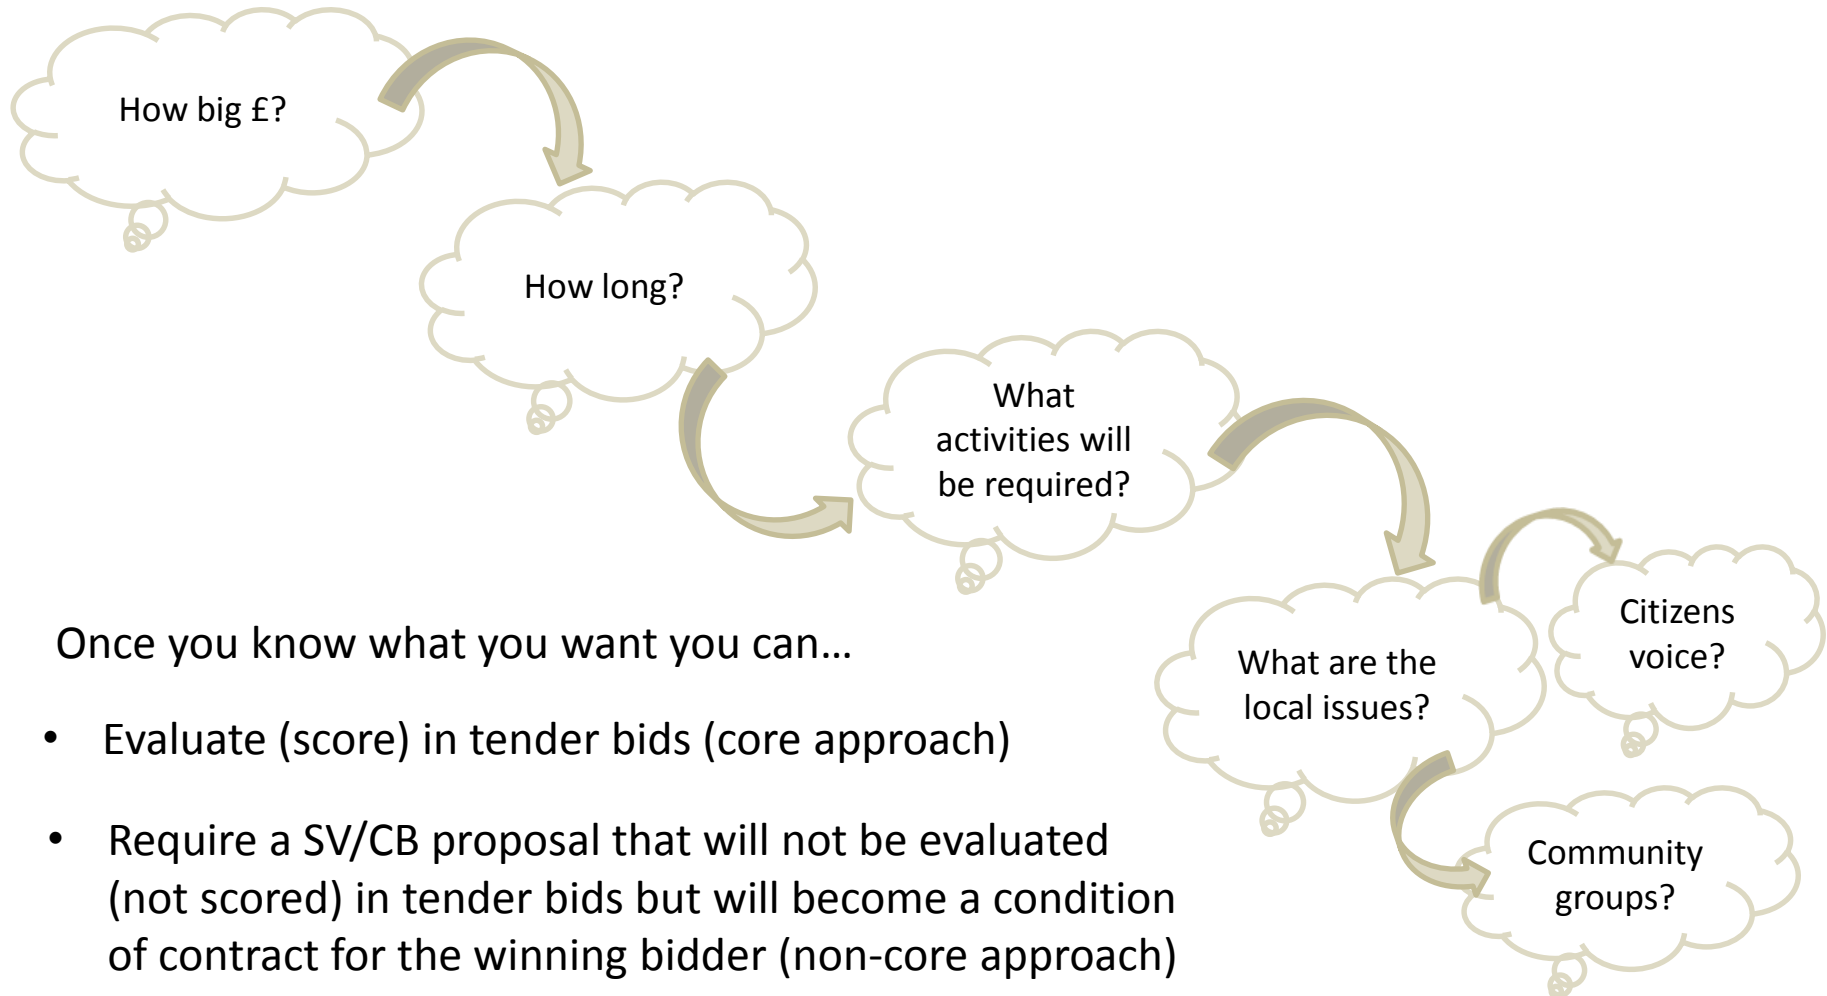 How big £?
How long?
What
activities will
be required?
What are the
local issues?
Citizens
voice?
Community
groups?
Once you know what you want you can…
• Evaluate (score) in tender bids (core approach)
• Require a SV/CB proposal that will not be evaluated
(not scored) in tender bids but will become a condition
of contract for the winning bidder (non-core approach)